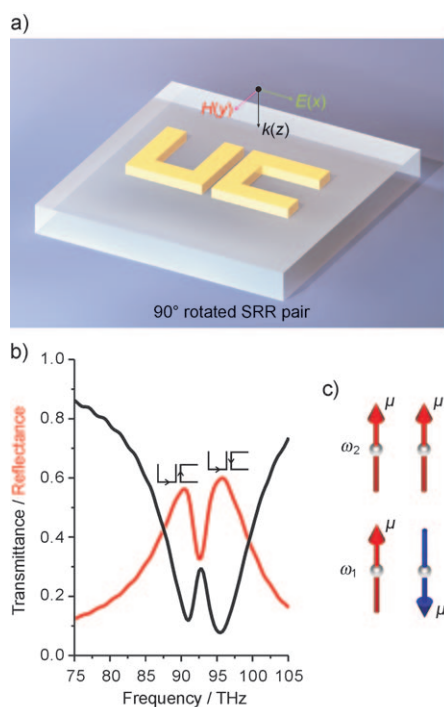 a)
H(y)
E(x)
k(z)
90° rotated SRR pair
b)
Transmittance / Reflectance
1.0
0.8
0.6
0.4
0.2
0.0
75 80 85 90 95 100 105
Frequency / THz
c)
μ μ
ω2
μ
ω1
μ